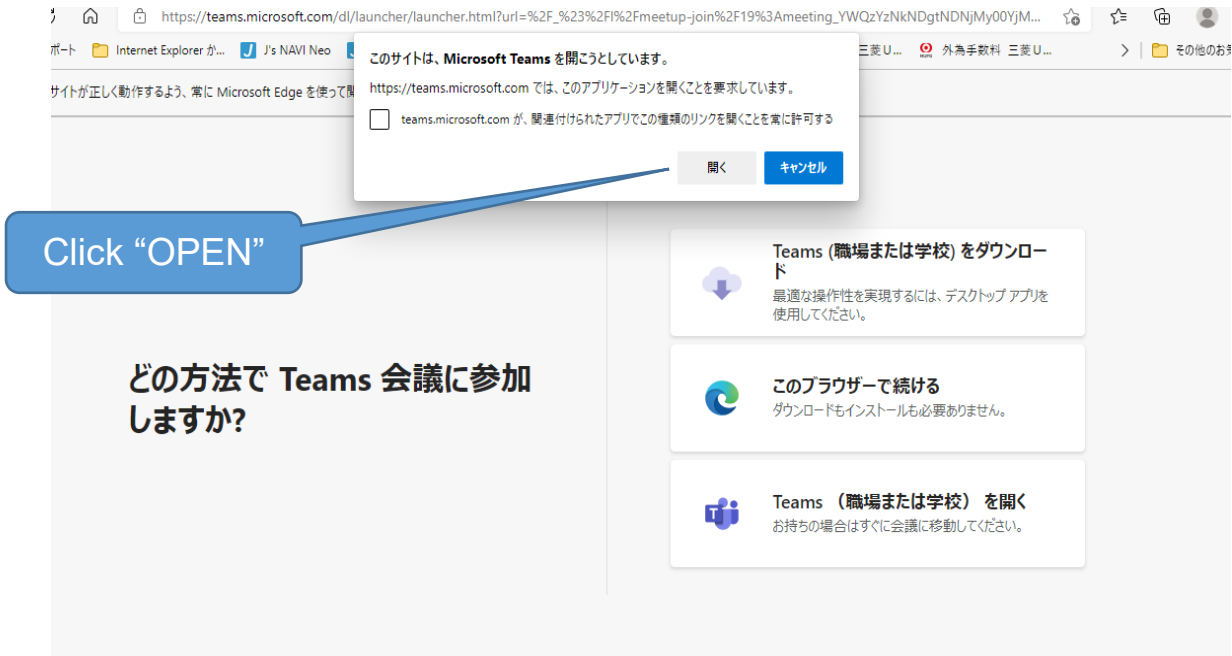 https://teams.microsoft.com/dl/launcher/launcher.html?url=%2F_%23%2Fl%2Fmeetup-join%2F19%3Ameeting_YWQzYzNkNDgtNDNjMy00YjM...
ポート Internet Explorer か... J's NAVI Neo 三菱U... 外為手数料 三菱U... その他のお
サイトが正しく動作するよう、常に Microsoft Edge を使って
このサイトは、Microsoft Teams を開こうとしています。
https://teams.microsoft.com では、このアプリケーションを開くことを要求しています。
teams.microsoft.com が、関連付けられたアプリでこの種類のリンクを開くことを常に許可する
開く キャンセル
Click “OPEN”
どの方法で Teams 会議に参加
しますか?
Teams (職場または学校) をダウンロー
ド
最適な操作性を実現するには、デスクトップ アプリを
使用してください。
このブラウザーで続ける
ダウンロードもインストールも必要ありません。
Teams （職場または学校） を開く
お持ちの場合はすぐに会議に移動してください。